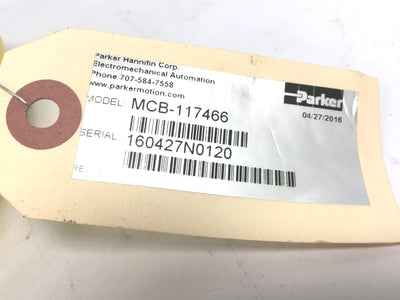 Parker Hannifin Corp.
Electromechanical Automation
Phone 707-584-7558
www.parkermotion.com
Parker
04/27/2016
MODEL: MCB-117466
SERIAL: 160427N0120
RE